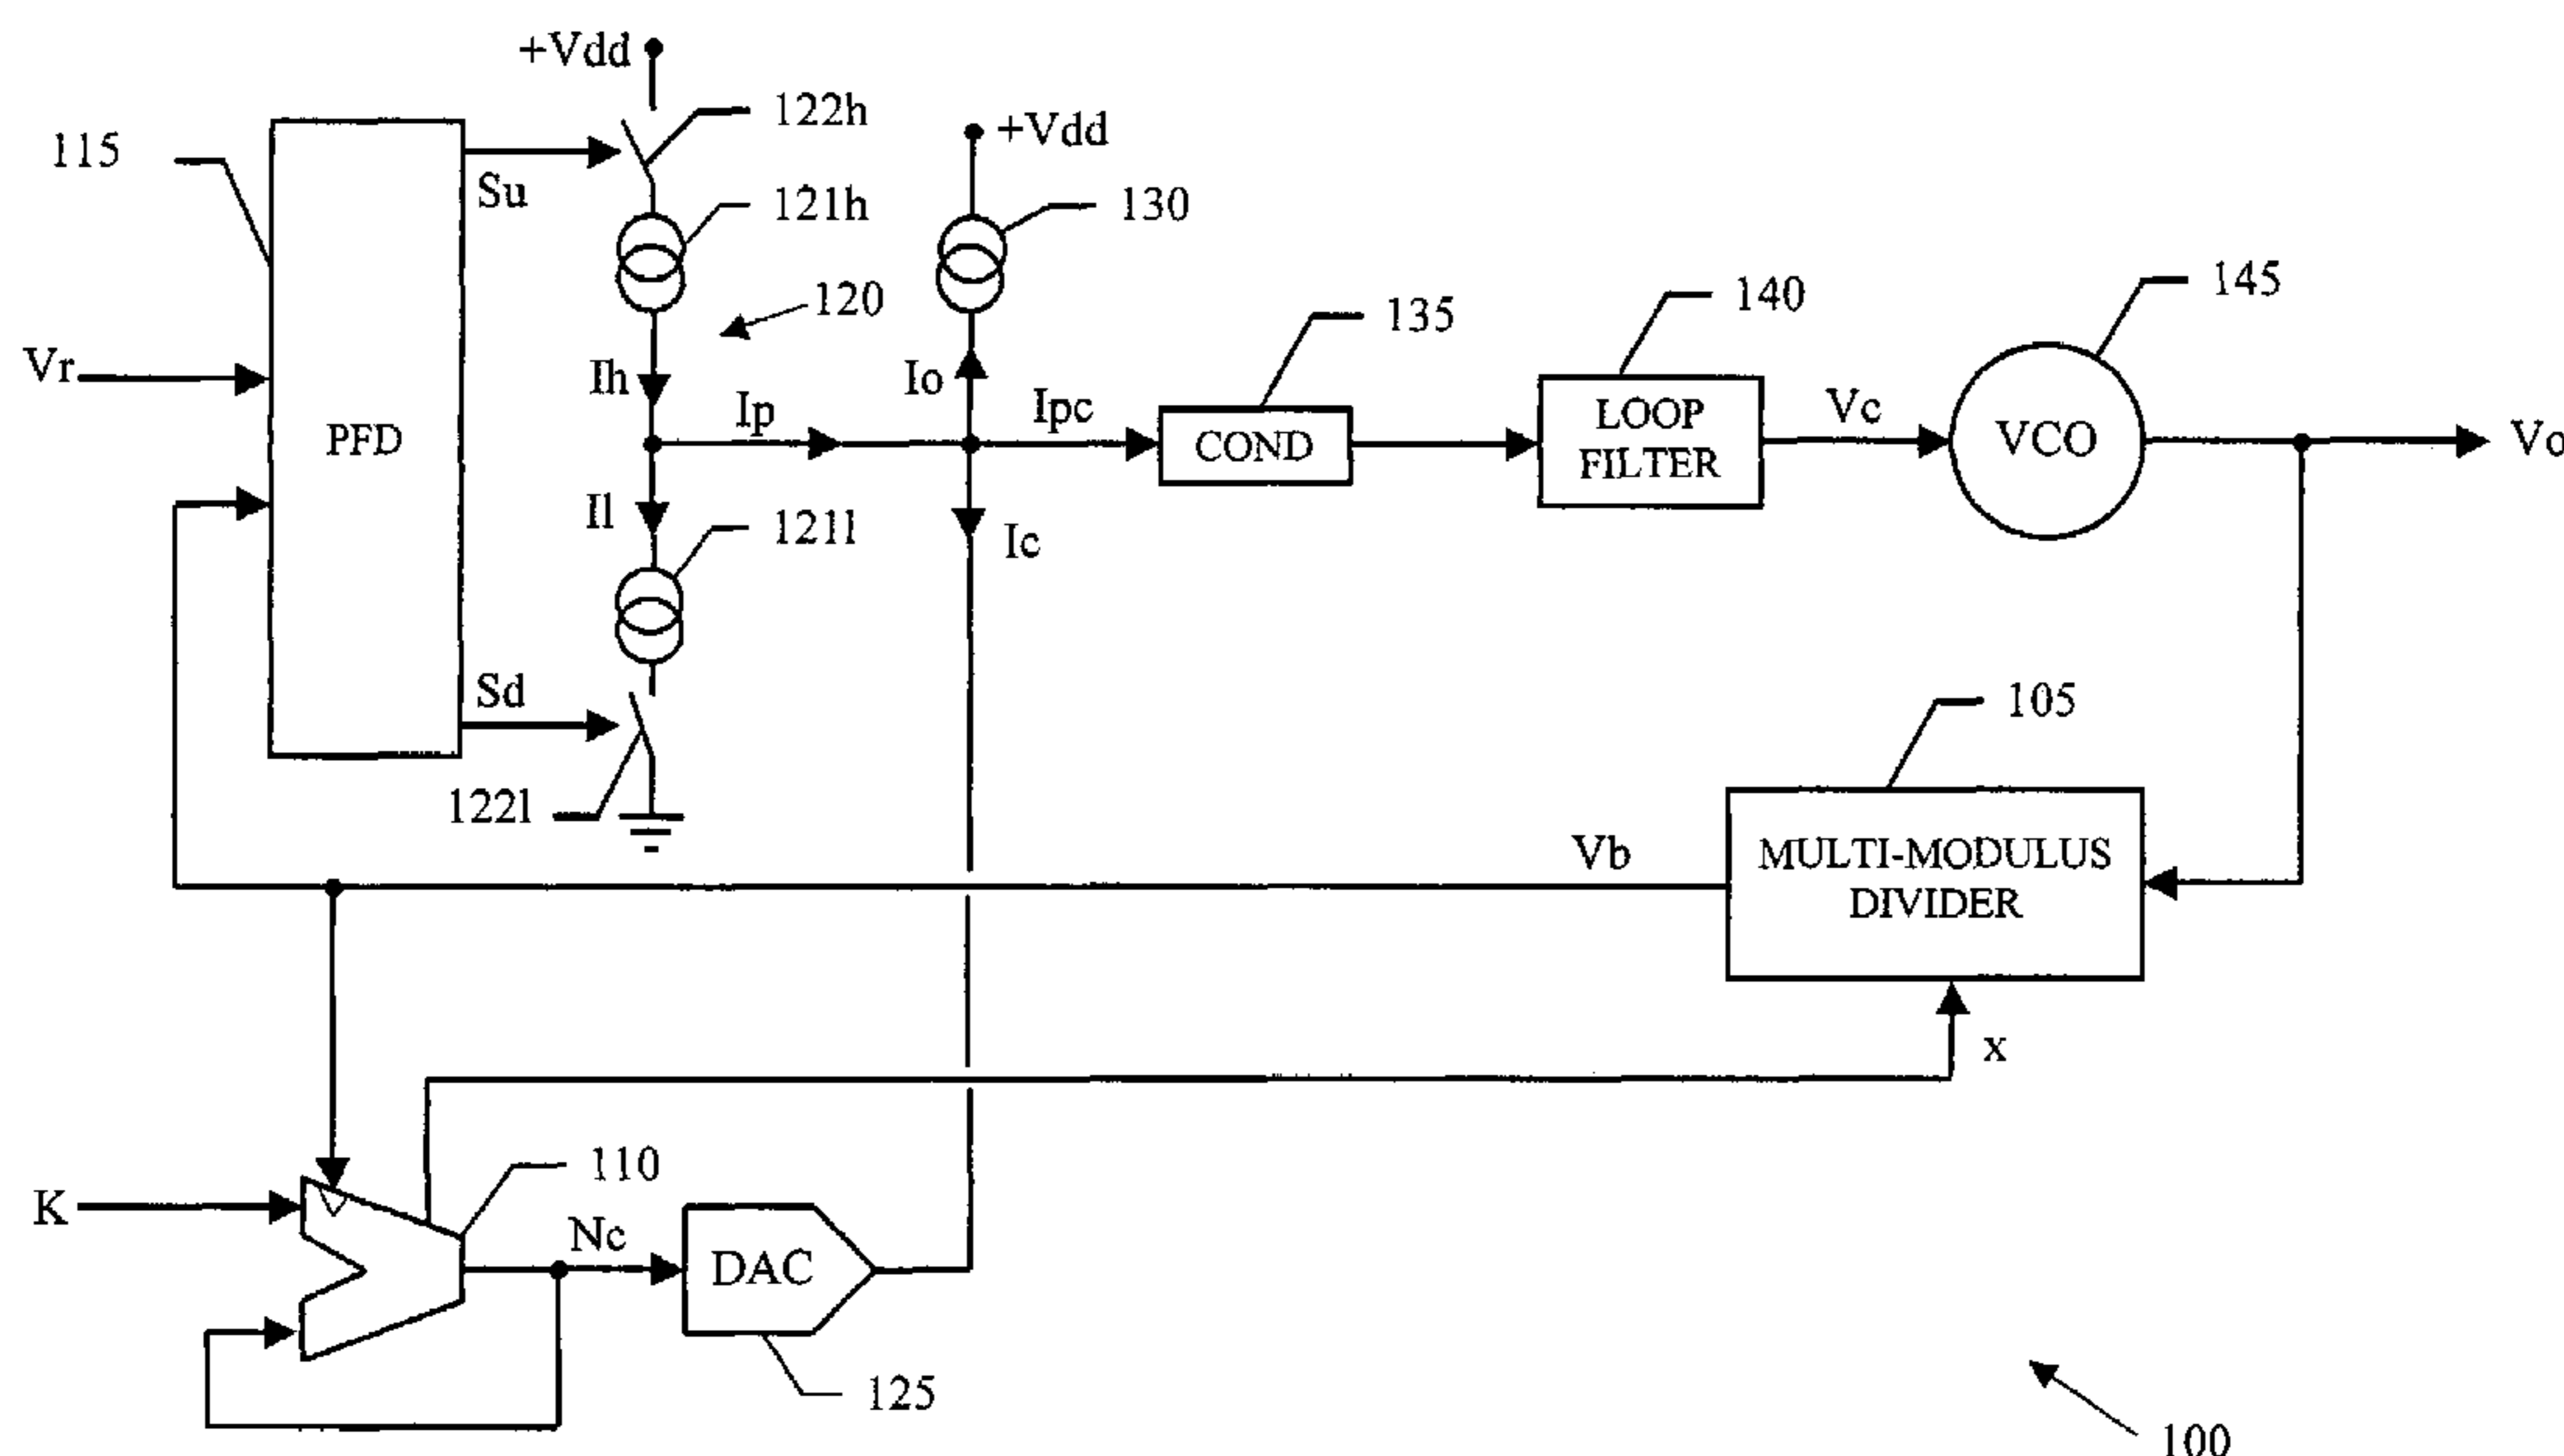 +Vdd
122h
+Vdd
115
Su
121h
130
120
135
140
145
Vr
Ih
Ip
Io
Ipc
Vc
PFD
COND
LOOP
FILTER
VCO
Vo
Il
121l
Ic
Sd
122l
105
Vb
MULTI-MODULUS
DIVIDER
x
110
K
Nc
DAC
125
100